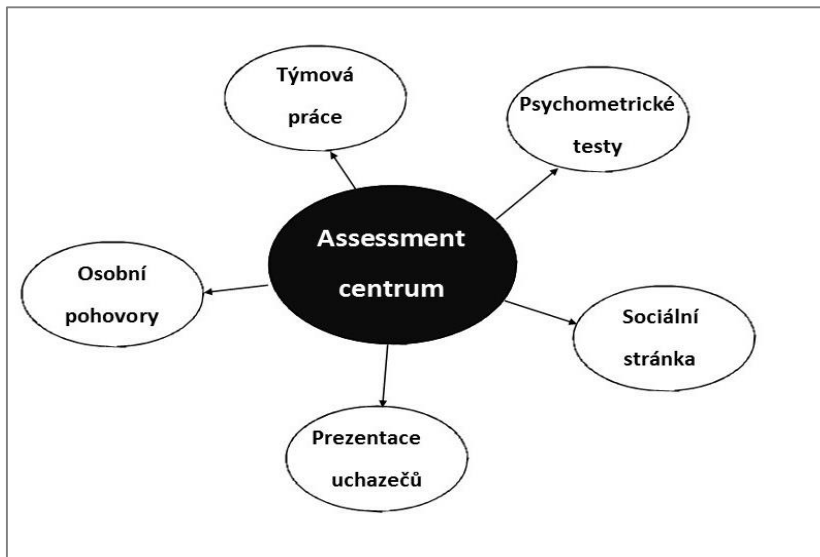 Týmová
práce
Psychometrické
testy
Assessment
centrum
Osobní
pohovory
Sociální
stránka
Prezentace
uchazečů